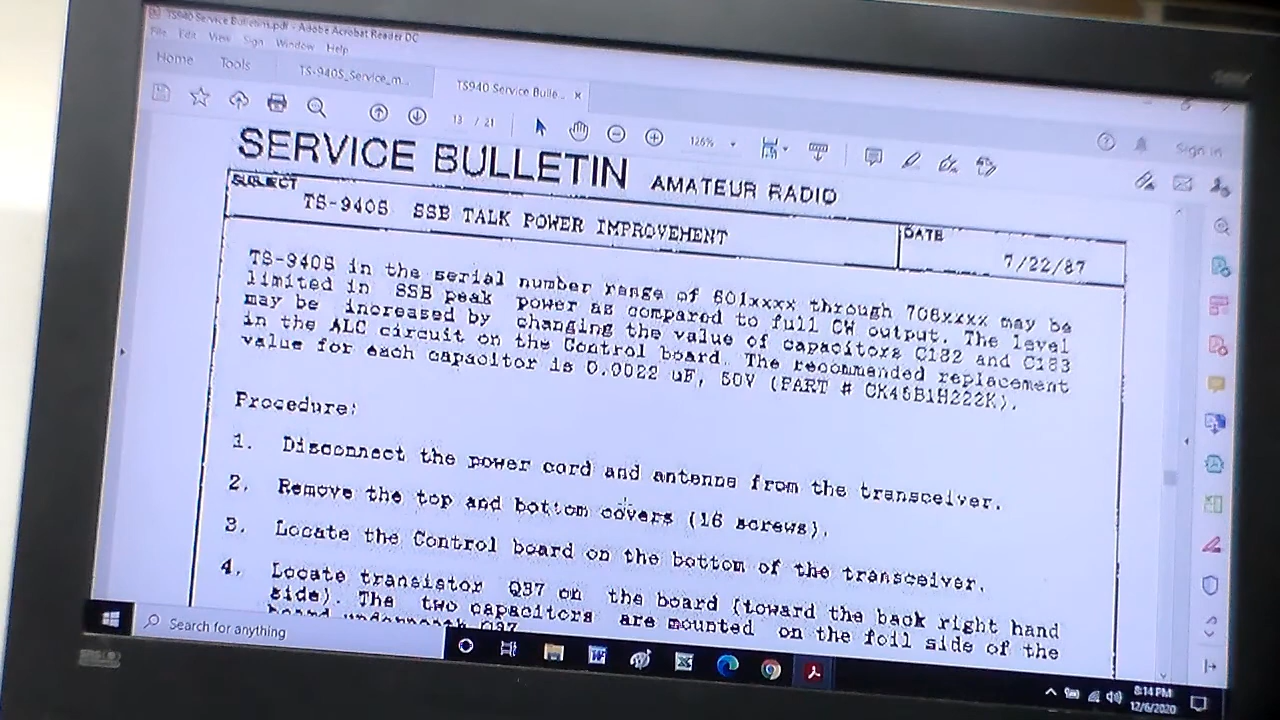 TS940 Service Bulletins.pdf - Adobe Acrobat Reader DC
File Edit View Sign Window Help
Home Tools TS-940S_Service_m... TS940 Service Bulle... ×
13 / 21 126% Sign in
SERVICE BULLETIN AMATEUR RADIO
SUBJECT
TS-940S SSB TALK POWER IMPROVEMENT
DATE
7/22/87
TS-940S in the serial number range of 601xxxx through 708xxxx may be
limited in SSB peak power as compared to full CW output. The level
may be increased by changing the value of capacitors C182 and C183
in the ALC circuit on the Control board. The recommended replacement
value for each capacitor is 0.0022 uF, 50V (PART # CK45B1H222K).
Procedure:
1. Disconnect the power cord and antenna from the transceiver.
2. Remove the top and bottom covers (16 screws).
3. Locate the Control board on the bottom of the transceiver.
4. Locate transistor Q37 on the board (toward the back right hand
side). The two capacitors are mounted on the foil side of the
board underneath Q37
Search for anything
8:14 PM
12/6/2020